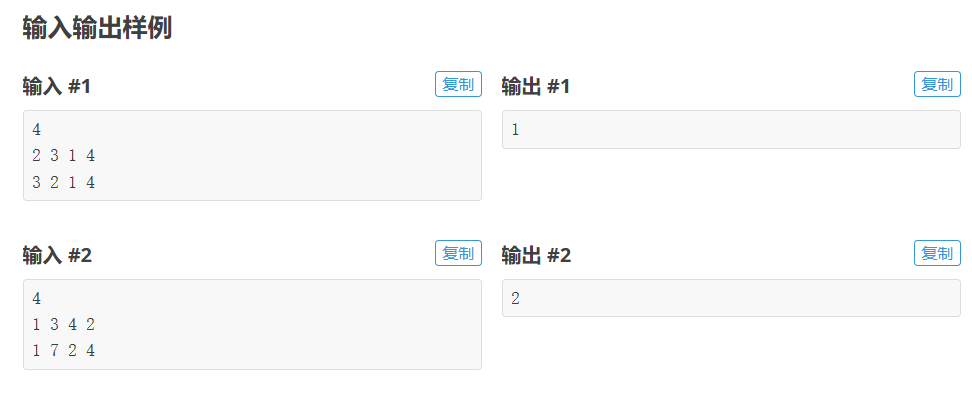 输入输出样例
输入 #1
复制
4
2 3 1 4
3 2 1 4
输出 #1
复制
1
输入 #2
复制
4
1 3 4 2
1 7 2 4
输出 #2
复制
2